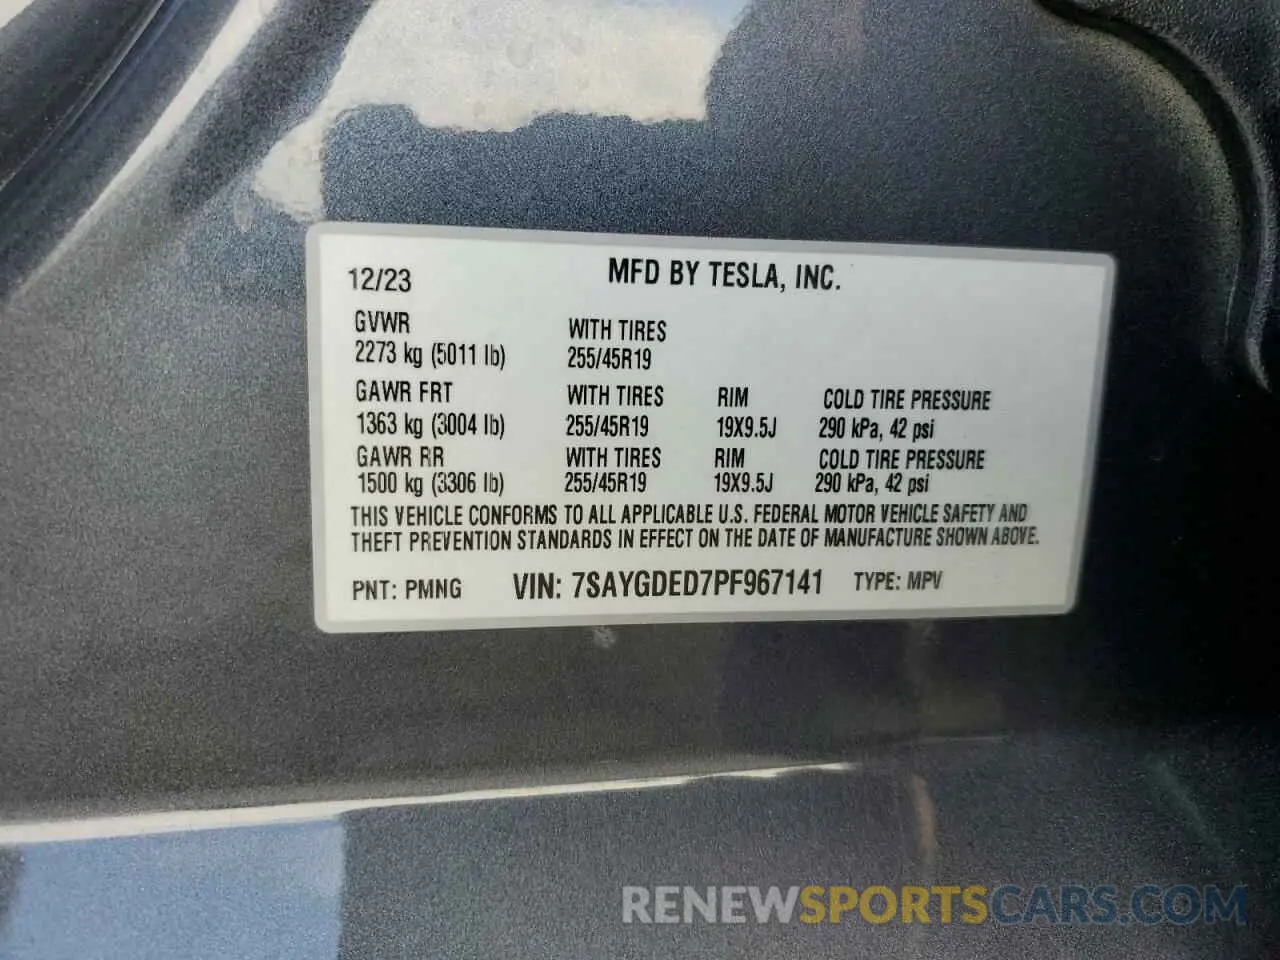 12/23 MFD BY TESLA, INC.
GVWR WITH TIRES
2273 kg (5011 lb) 255/45R19
GAWR FRT WITH TIRES RIM COLD TIRE PRESSURE
1363 kg (3004 lb) 255/45R19 19X9.5J 290 kPa, 42 psi
GAWR RR WITH TIRES RIM COLD TIRE PRESSURE
1500 kg (3306 lb) 255/45R19 19X9.5J 290 kPa, 42 psi
THIS VEHICLE CONFORMS TO ALL APPLICABLE U.S. FEDERAL MOTOR VEHICLE SAFETY AND
THEFT PREVENTION STANDARDS IN EFFECT ON THE DATE OF MANUFACTURE SHOWN ABOVE.
PNT: PMNG VIN: 7SAYGDED7PF967141 TYPE: MPV
RENEWSPORTSCARS.COM